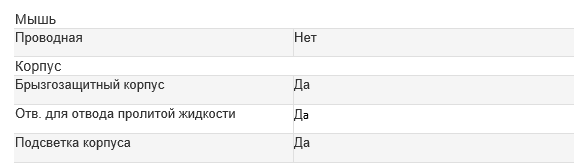 Мышь
Проводная Нет
Корпус
Брызгозащитный корпус Да
Отв. для отвода пролитой жидкости Да
Подсветка корпуса Да